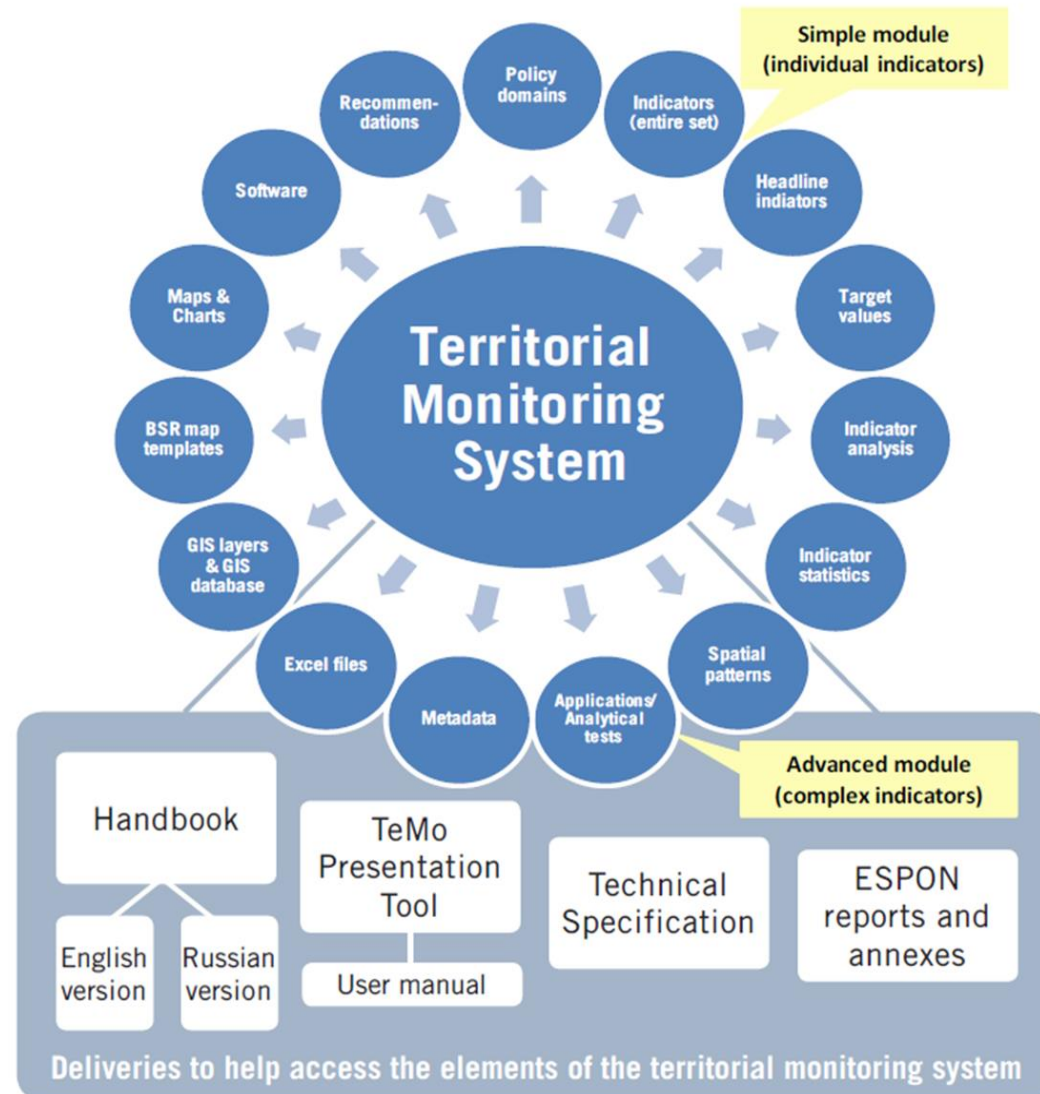 Simple module
(individual indicators)
Policy
domains
Indicators
(entire set)
Headline
indiators
Target
values
Indicator
analysis
Indicator
statistics
Spatial
patterns
Applications/
Analytical
tests
Metadata
Excel files
GIS layers
& GIS
database
BSR map
templates
Maps &
Charts
Software
Recommen-
dations
Territorial
Monitoring
System
Advanced module
(complex indicators)
Handbook
English
version
Russian
version
TeMo
Presentation
Tool
User manual
Technical
Specification
ESPON
reports and
annexes
Deliveries to help access the elements of the territorial monitoring system